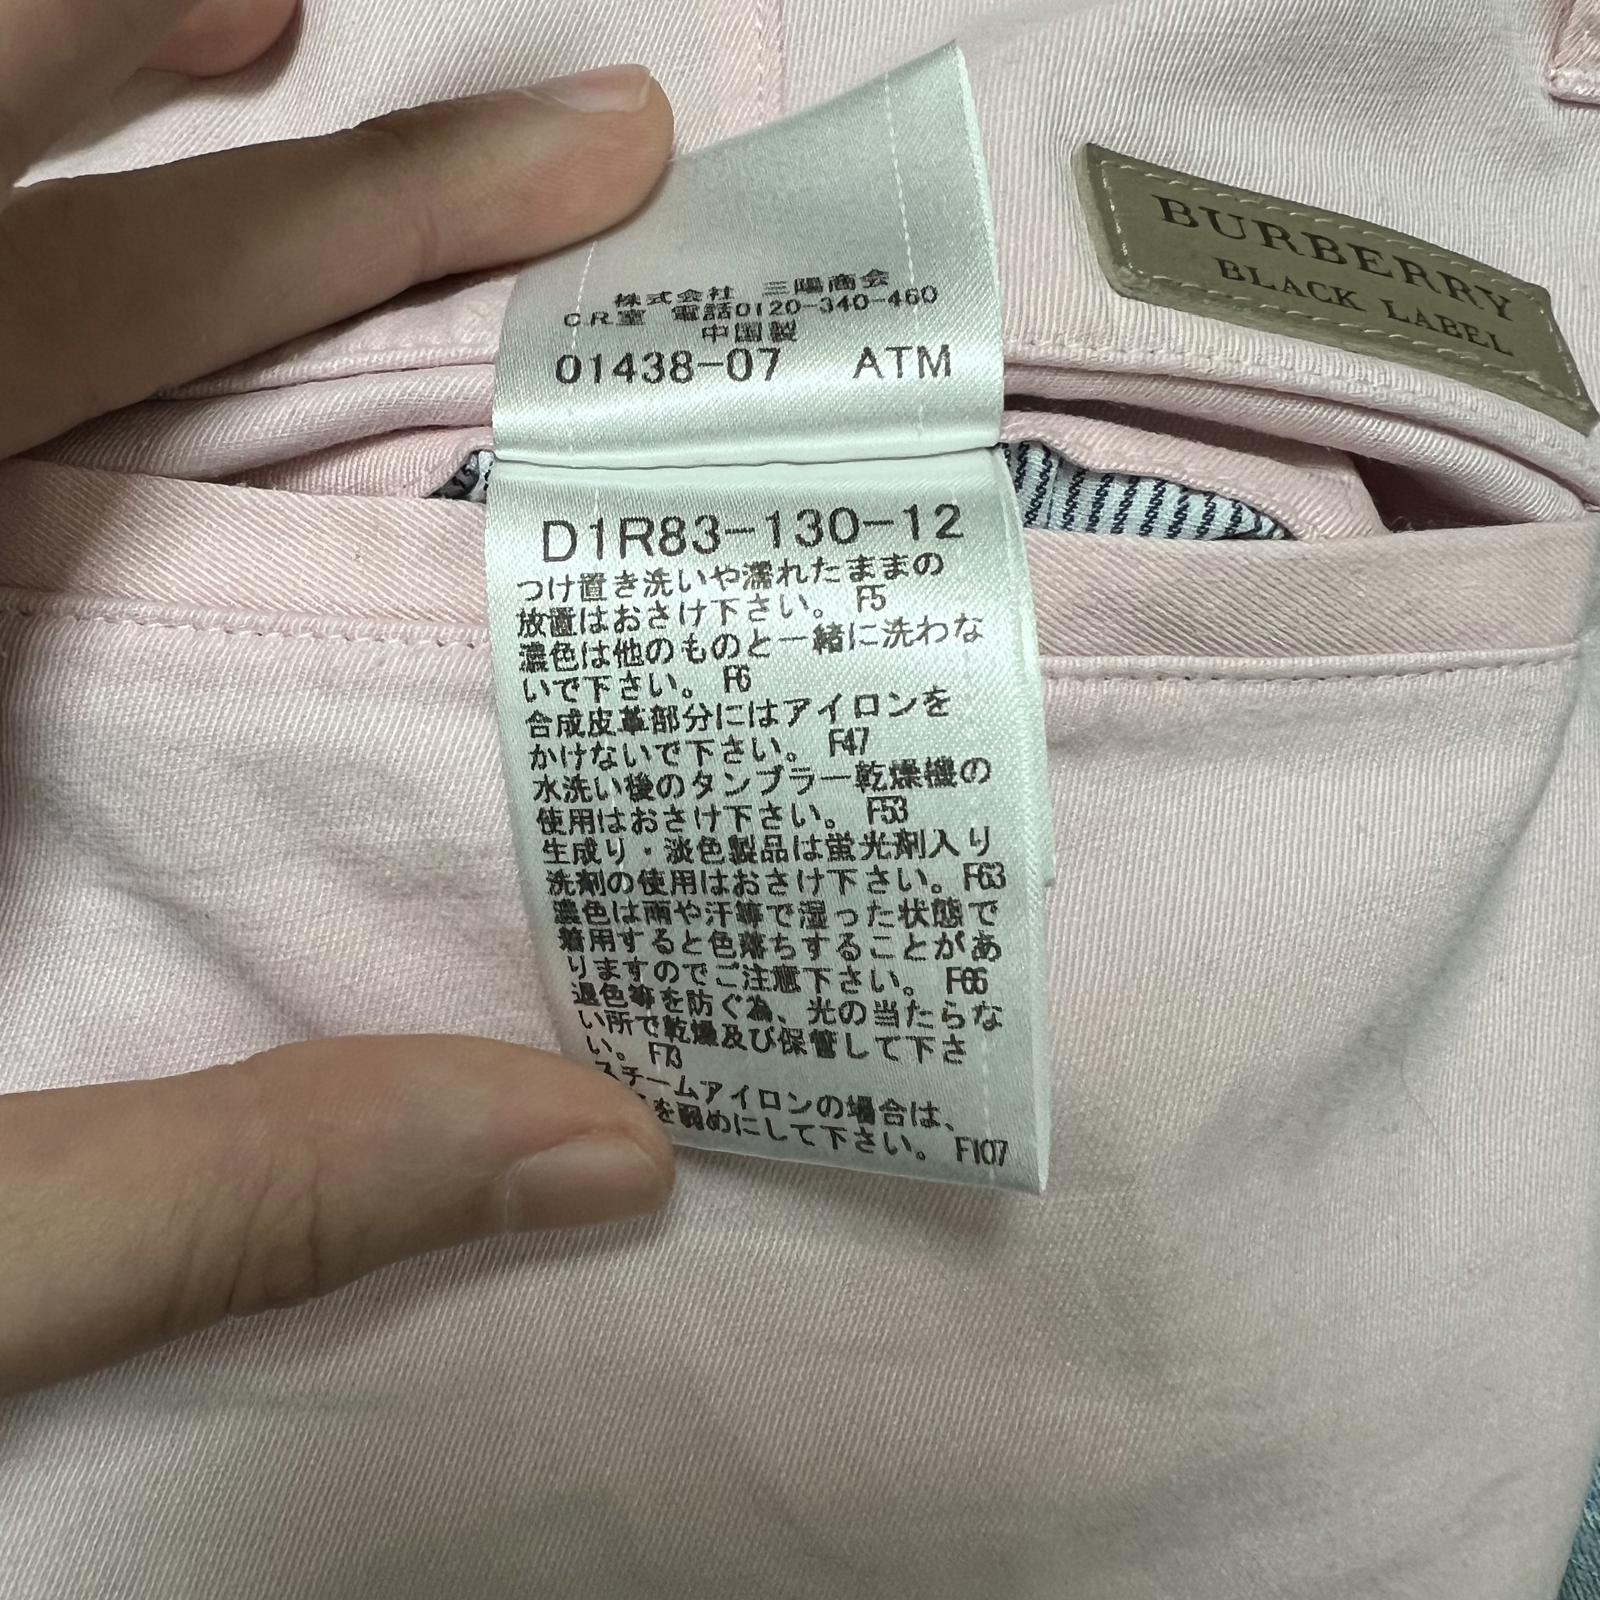 株式会社 三陽商会
C.R.室 電話0120-340-460
中国製
01438-07 ATM
BURBERRY
BLACK LABEL
D1R83-130-12
つけ置き洗いや濡れたままの
放置はおさけ下さい。 F5
濃色は他のものと一緒に洗わな
いで下さい。 F6
合成皮革部分にはアイロンを
かけないで下さい。 F47
水洗い後のタンブラー乾燥機の
使用はおさけ下さい。 F53
生成り・淡色製品は蛍光剤入り
洗剤の使用はおさけ下さい。F63
濃色は雨や汗等で湿った状態で
着用すると色落ちすることがあ
りますのでご注意下さい。 F66
退色等を防ぐ為、光の当たらな
い所で乾燥及び保管して下さ
い。 F73
スチームアイロンの場合は、
を弱めにして下さい。 F107